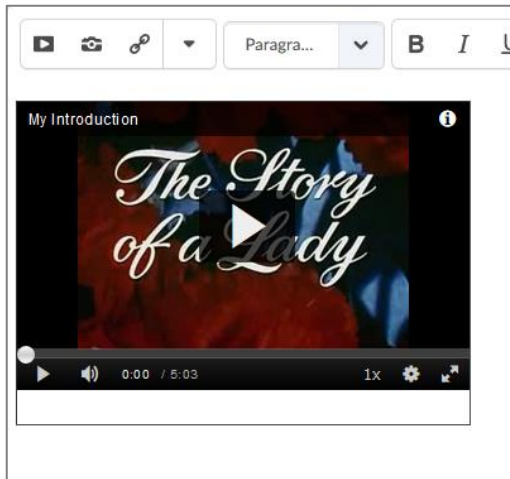 Paragra...
B I U
My Introduction
The Story
of a Lady
0:00 / 5:03
1x